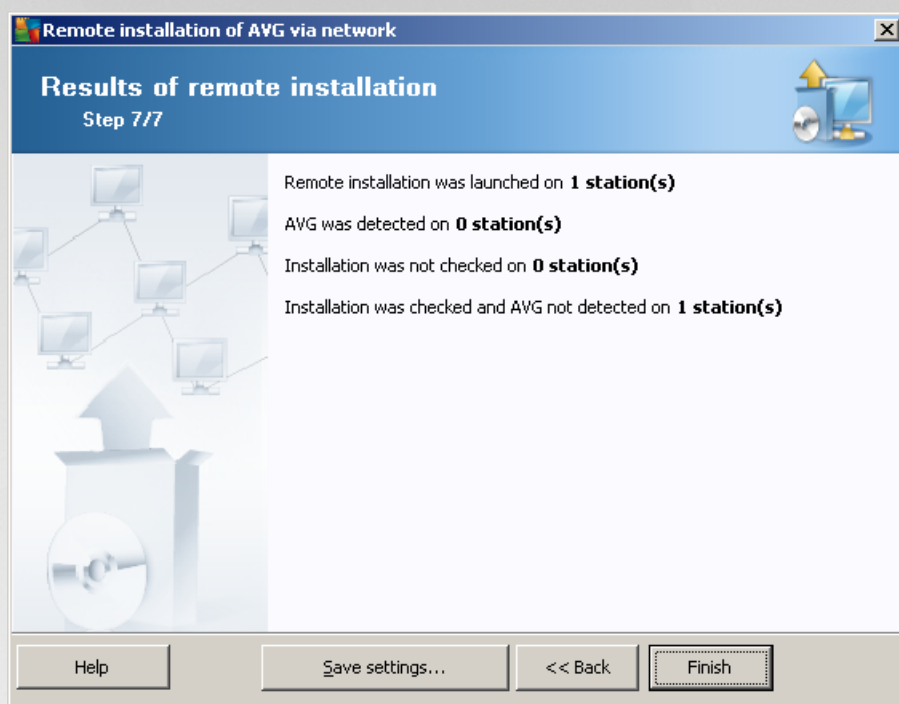 Remote installation of AVG via network
Results of remote installation
Step 7/7
Remote installation was launched on 1 station(s)
AVG was detected on 0 station(s)
Installation was not checked on 0 station(s)
Installation was checked and AVG not detected on 1 station(s)
Help
Save settings...
<< Back
Finish